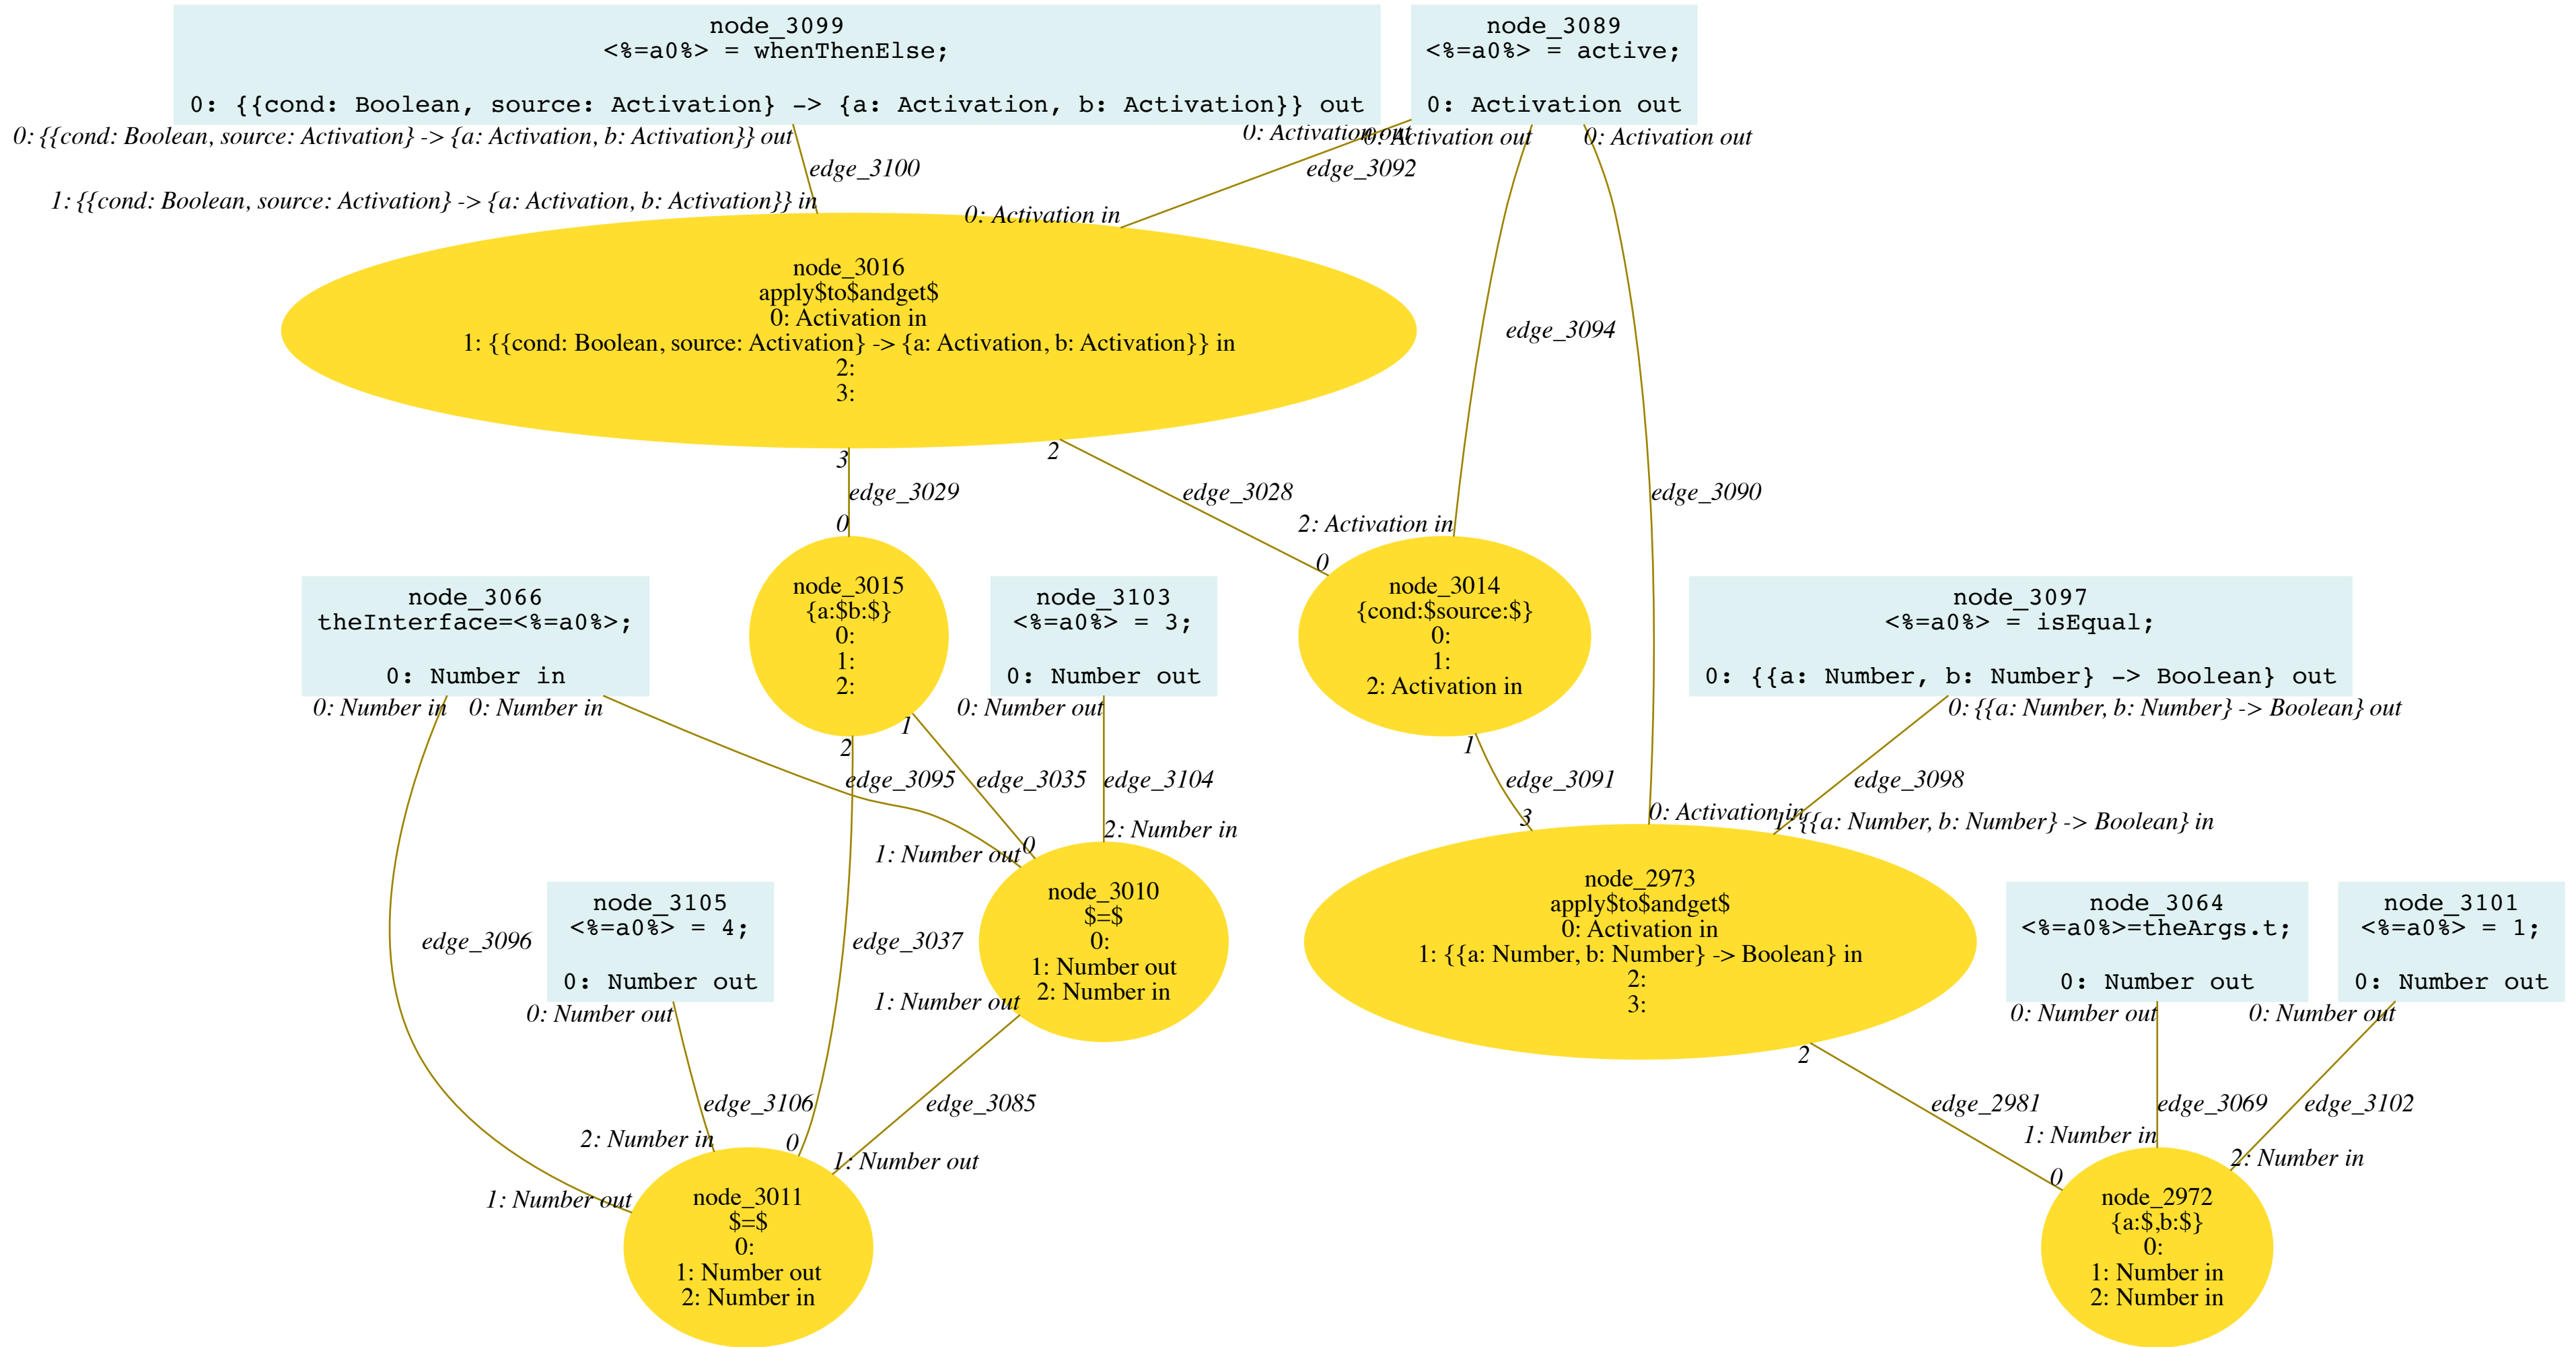 node_3099
<%=a0%> = whenThenElse;
0: {{cond: Boolean, source: Activation} -> {a: Activation, b: Activation}} out
node_3089
<%=a0%> = active;
0: Activation out
0: {{cond: Boolean, source: Activation} -> {a: Activation, b: Activation}} out
0: Activation out
0: Activation out
0: Activation out
edge_3100
edge_3092
1: {{cond: Boolean, source: Activation} -> {a: Activation, b: Activation}} in
0: Activation in
node_3016
apply$to$andget$
0: Activation in
1: {{cond: Boolean, source: Activation} -> {a: Activation, b: Activation}} in
2:
3:
edge_3094
3
2
edge_3029
edge_3028
edge_3090
0
2: Activation in
0
node_3066
theInterface=<%=a0%>;
0: Number in
node_3015
{a:$b:$}
0:
1:
2:
node_3103
<%=a0%> = 3;
0: Number out
node_3014
{cond:$source:$}
0:
1:
2: Activation in
node_3097
<%=a0%> = isEqual;
0: {{a: Number, b: Number} -> Boolean} out
0: Number in
0: Number in
0: Number out
0: {{a: Number, b: Number} -> Boolean} out
1
2
1
edge_3095
edge_3035
edge_3104
edge_3091
edge_3098
0: Activation in
3
1: {{a: Number, b: Number} -> Boolean} in
2: Number in
0
1: Number out
node_3105
<%=a0%> = 4;
0: Number out
node_3010
$=$
0:
1: Number out
2: Number in
node_2973
apply$to$andget$
0: Activation in
1: {{a: Number, b: Number} -> Boolean} in
2:
3:
node_3064
<%=a0%>=theArgs.t;
0: Number out
node_3101
<%=a0%> = 1;
0: Number out
edge_3096
edge_3037
1: Number out
0: Number out
0: Number out
0: Number out
2
edge_3106
edge_3085
edge_2981
edge_3069
edge_3102
2: Number in
0
1: Number in
1: Number out
2: Number in
0
1: Number out
node_3011
$=$
0:
1: Number out
2: Number in
node_2972
{a:$,b:$}
0:
1: Number in
2: Number in